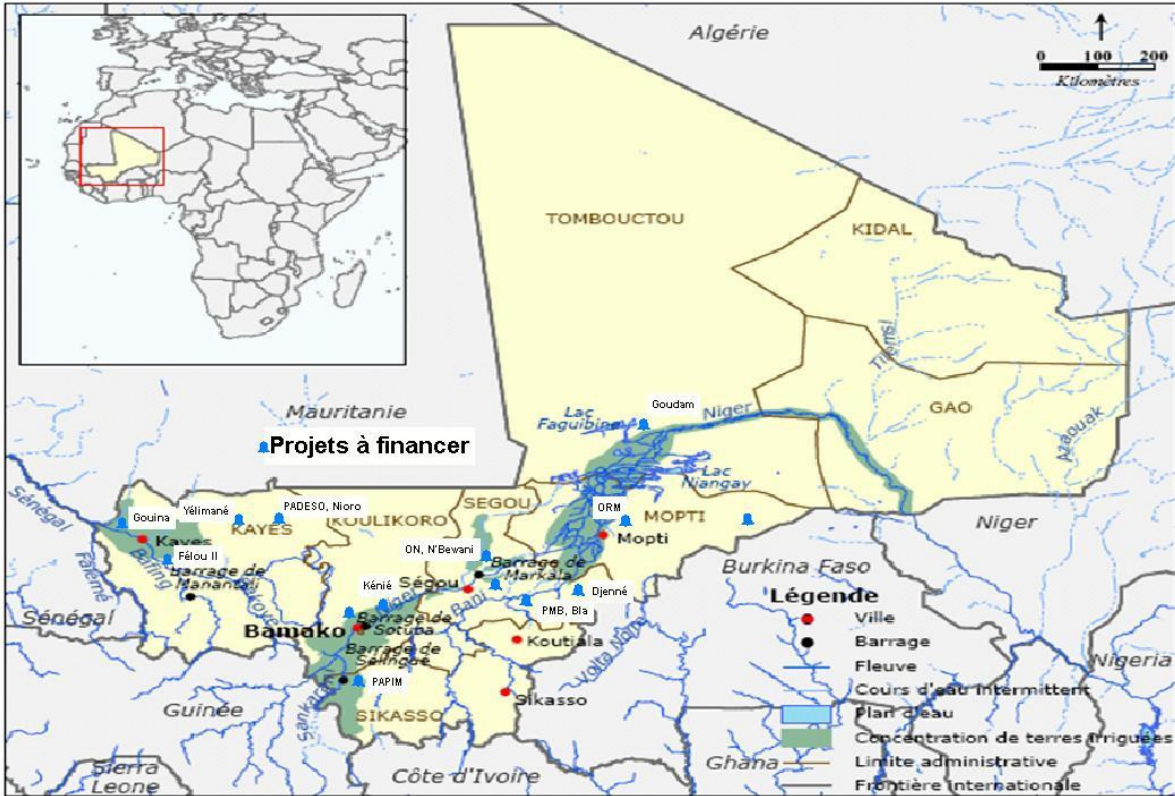 Algérie
0 100 200
Kilomètres
TOMBOUCTOU
KIDAL
Tilemsi
GAO
Azaouak
Mauritanie
Projets à financer
Lac
Faguibine
Goudam
Niger
Lac
Niangay
Sénégal
Gouina
Kayes
Yélimané
KAYES
PADESO, Nioro
KOULIKORO
SEGOU
ORM
MOPTI
Mopti
Niger
Falémé
Bafing
Félou II
Barrage de
Manantali
ON, N'Bewani
Barrage de
Markala
Ségou
Bani
Kénié
Niger
Djenné
PMB, Bla
Burkina Faso
Sénégal
Bamako
Barrage de
Sotuba
Barrage de
Sélingué
Koutiala
Volta Noire
PAPIM
Sankarani
SIKASSO
Sikasso
Guinée
Sierra
Leone
Côte d'Ivoire
Ghana
Nigeria
Légende
Ville
Barrage
Fleuve
Cours d'eau intermittent
Plan d'eau
Concentration de terres irriguées
Limite administrative
Frontière internationale